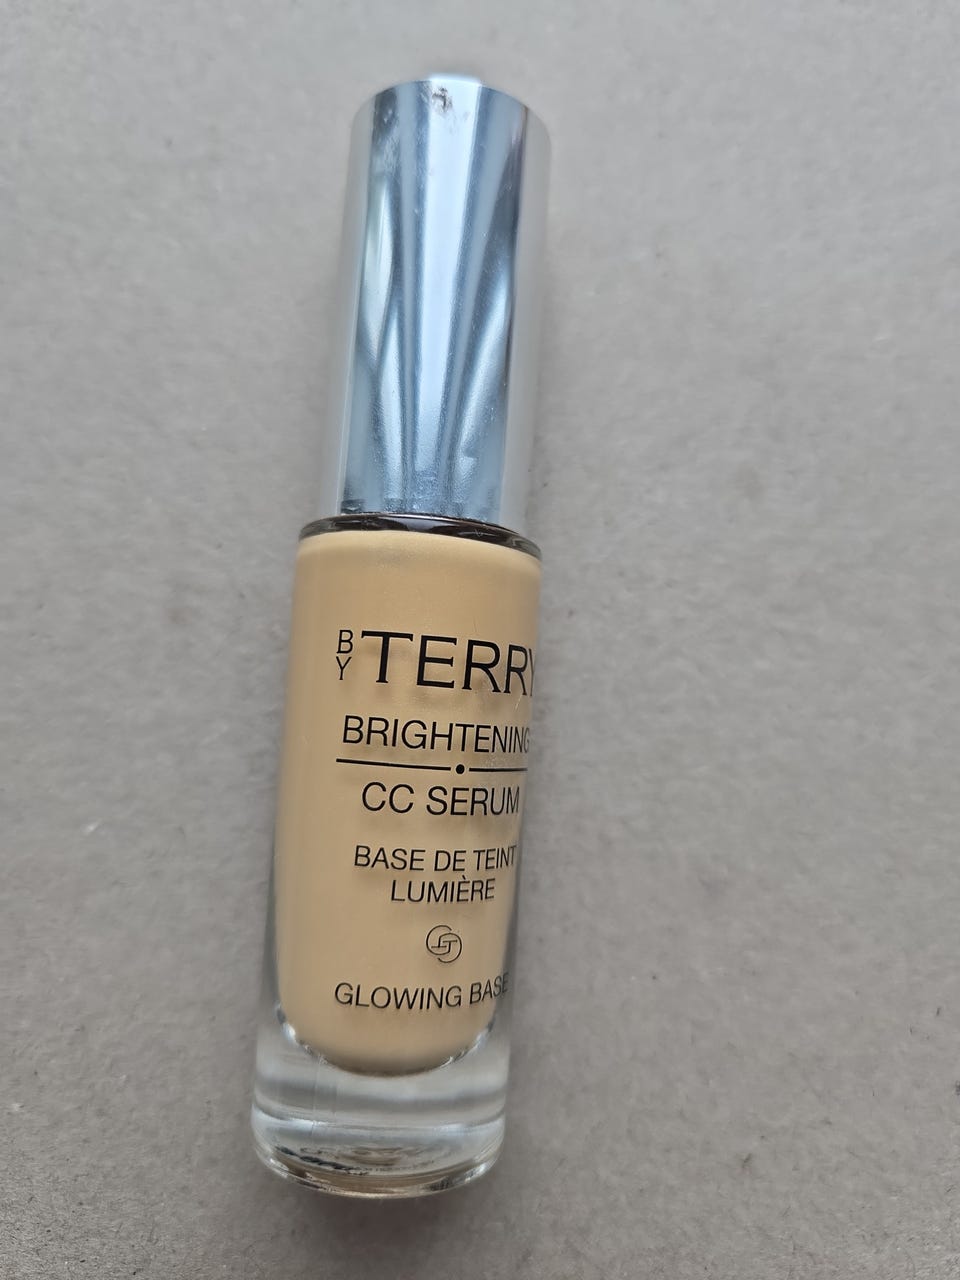 BY TERRY
BRIGHTENING
CC SERUM
BASE DE TEINT
LUMIÈRE
GLOWING BASE